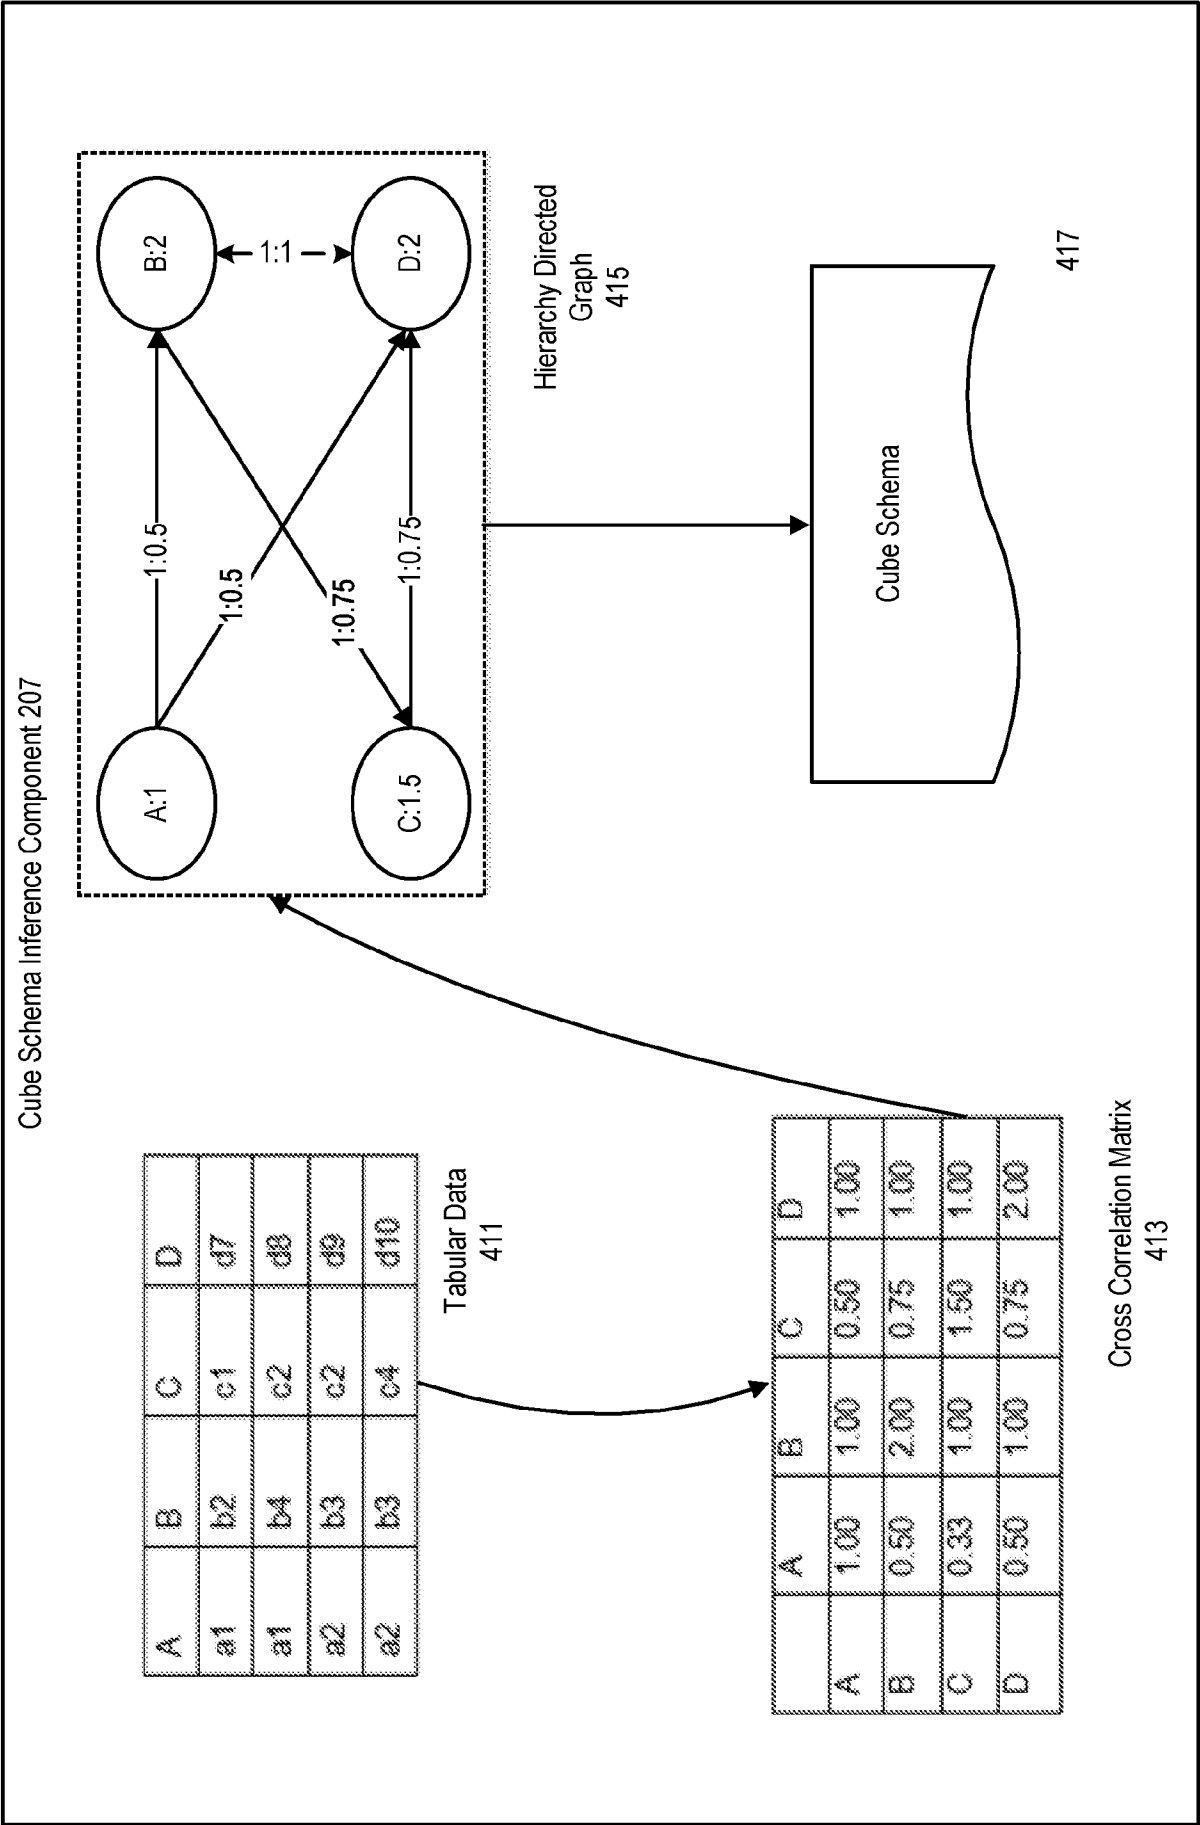 Cube Schema Inference Component 207
A B C D
a1 b2 c1 d7
a1 b4 c2 d8
a2 b3 c2 d9
a2 b3 c4 d10
Tabular Data
411
A:1
B:2
C:1.5
D:2
1:0.5
1:0.5
1:0.75
1:0.75
1:1
Hierarchy Directed
Graph
415
A B C D
A 1.00 1.00 0.50 1.00
B 0.50 2.00 0.75 1.00
C 0.33 1.00 1.50 1.00
D 0.50 1.00 0.75 2.00
Cross Correlation Matrix
413
Cube Schema
417